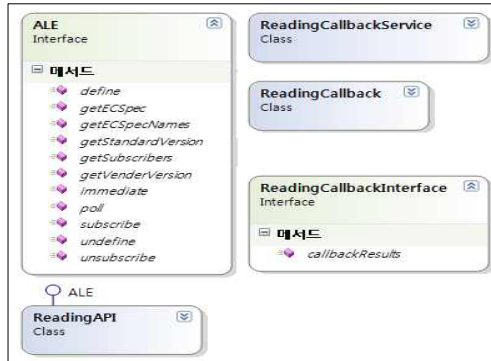 ALE
Interface
메서드
define
getECSpec
getECSpecNames
getStandardVersion
getSubscribers
getVenderVersion
immediate
poll
subscribe
undefine
unsubscribe
ALE
ReadingAPI
Class
ReadingCallbackService
Class
ReadingCallback
Class
ReadingCallbackInterface
Interface
메서드
callbackResults